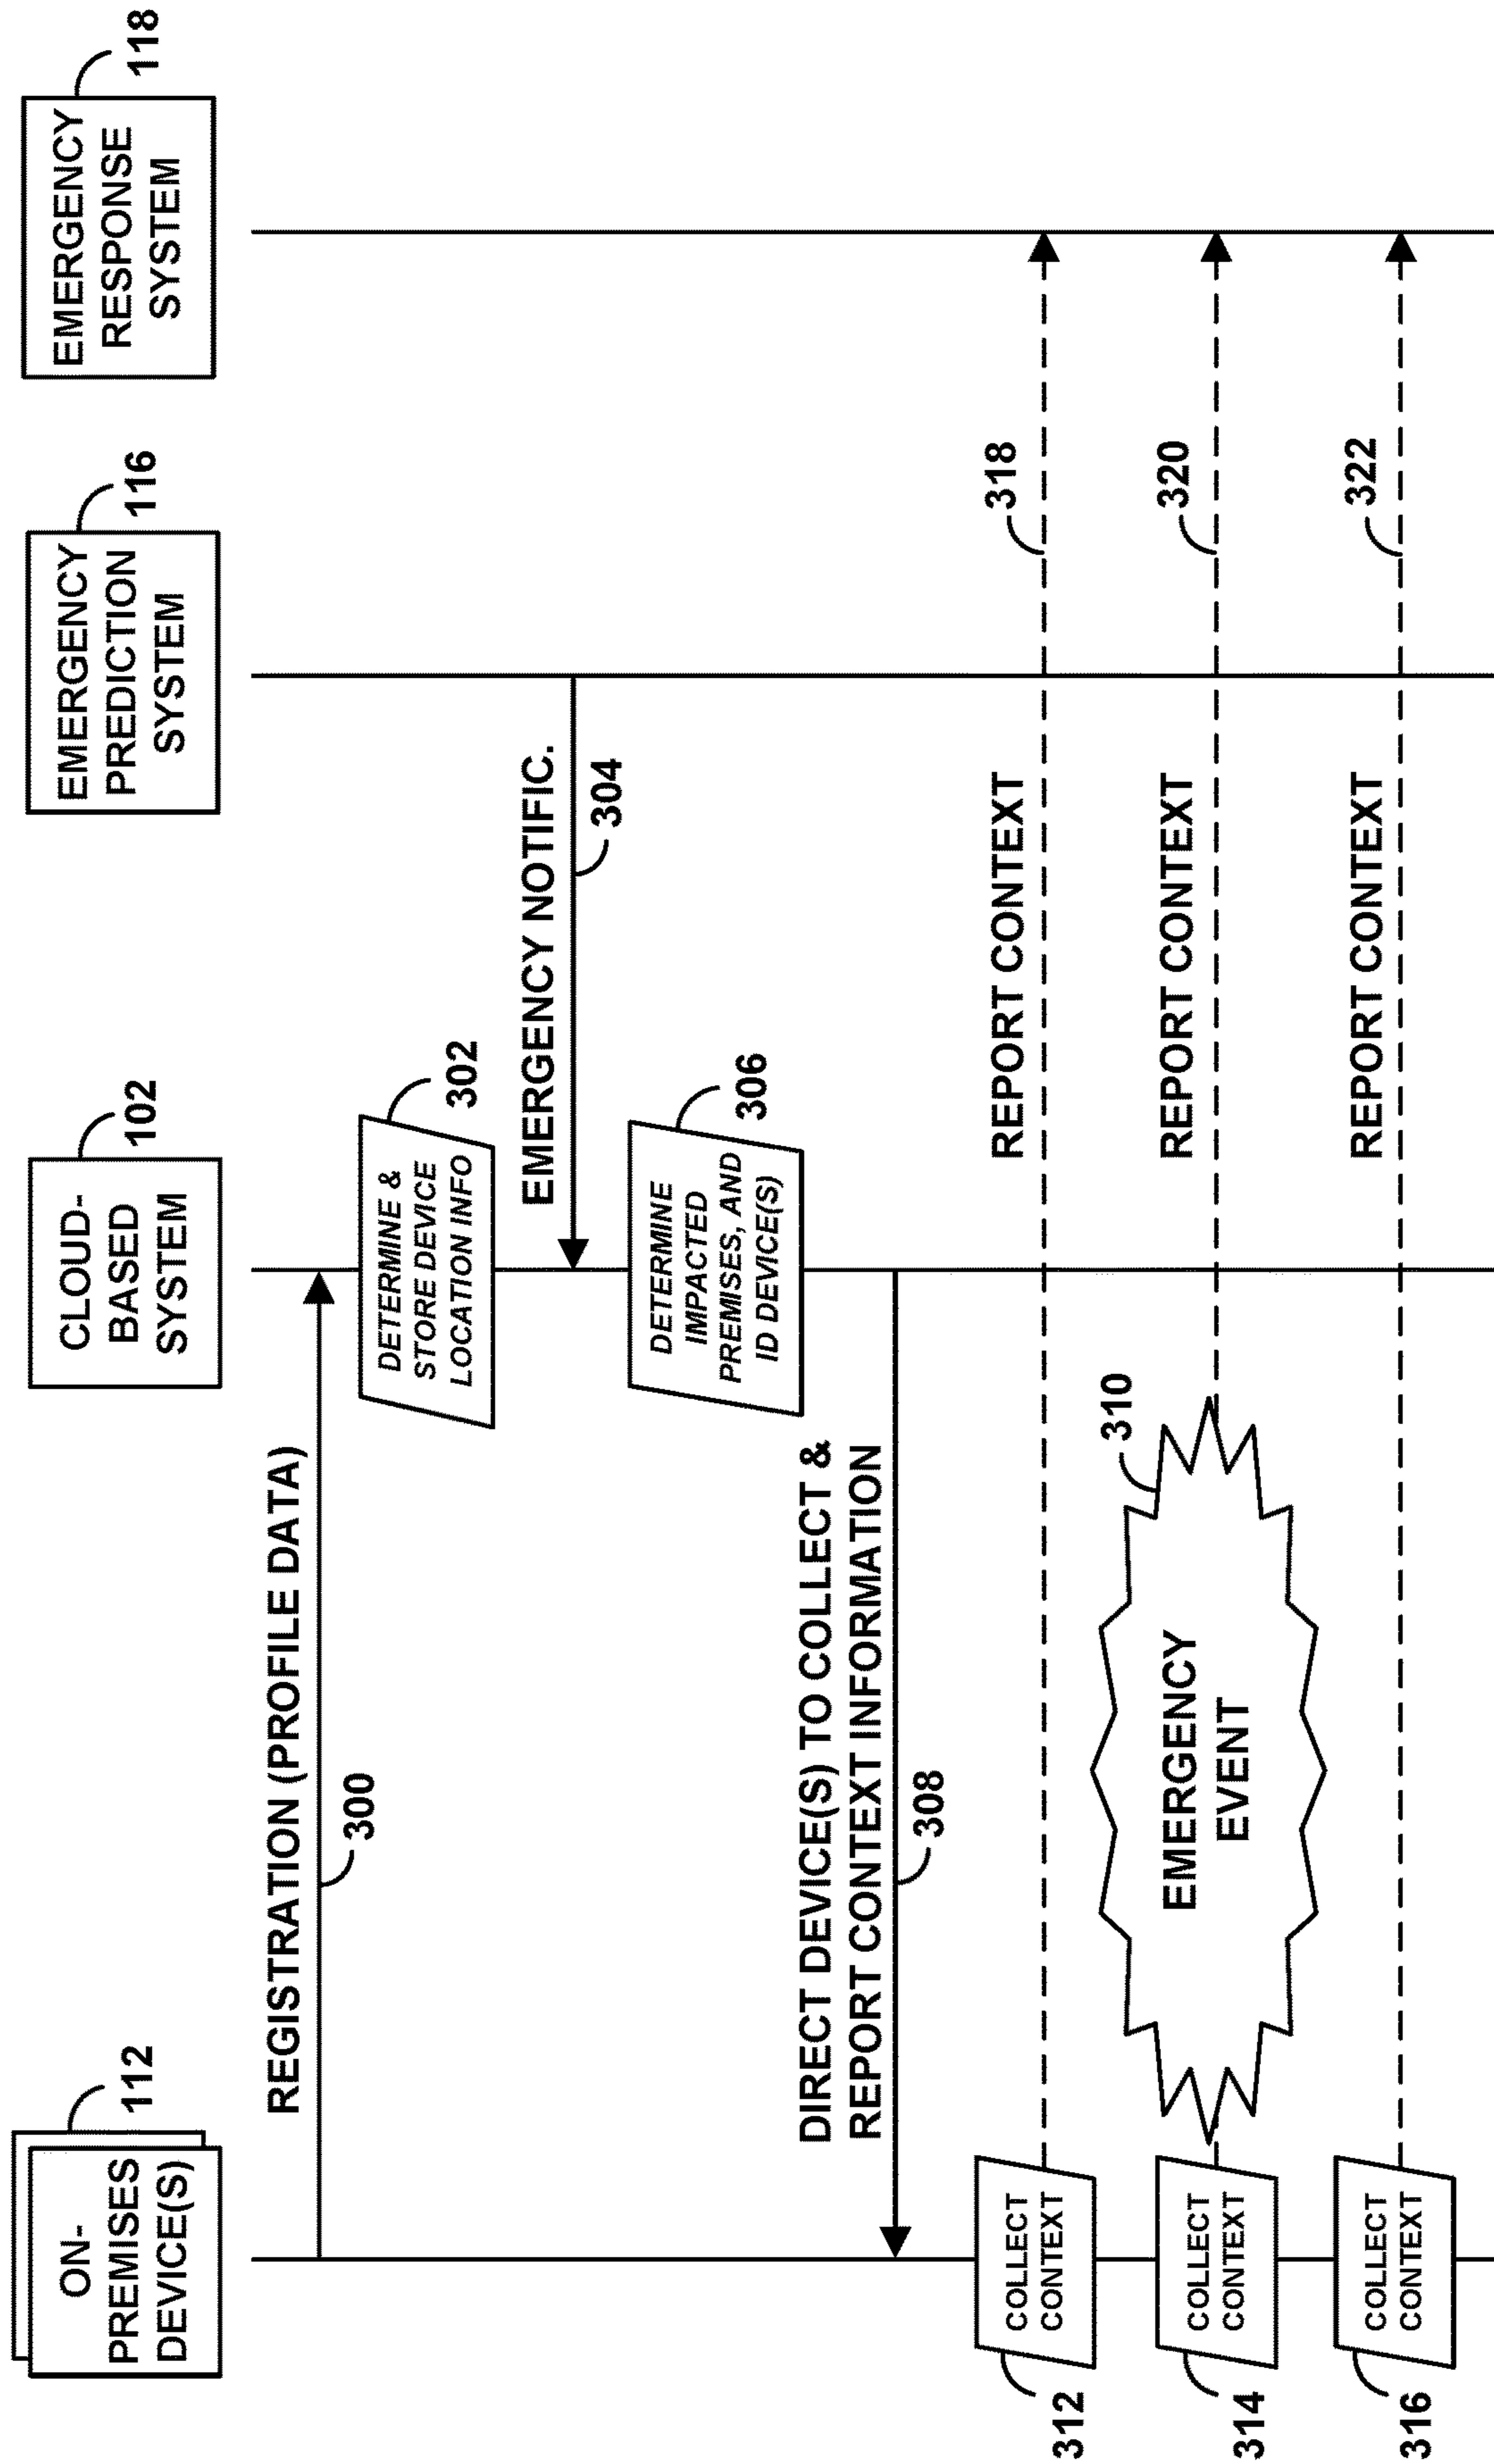 ON-
PREMISES
DEVICE(S)
112
CLOUD-
BASED
SYSTEM
102
EMERGENCY
PREDICTION
SYSTEM
116
EMERGENCY
RESPONSE
SYSTEM
118
REGISTRATION (PROFILE DATA)
300
DETERMINE &
STORE DEVICE
LOCATION INFO
302
EMERGENCY NOTIFIC.
304
DETERMINE
IMPACTED
PREMISES, AND
ID DEVICE(S)
306
DIRECT DEVICE(S) TO COLLECT &
REPORT CONTEXT INFORMATION
308
COLLECT
CONTEXT
312
REPORT CONTEXT
318
EMERGENCY
EVENT
310
COLLECT
CONTEXT
314
REPORT CONTEXT
320
COLLECT
CONTEXT
316
REPORT CONTEXT
322